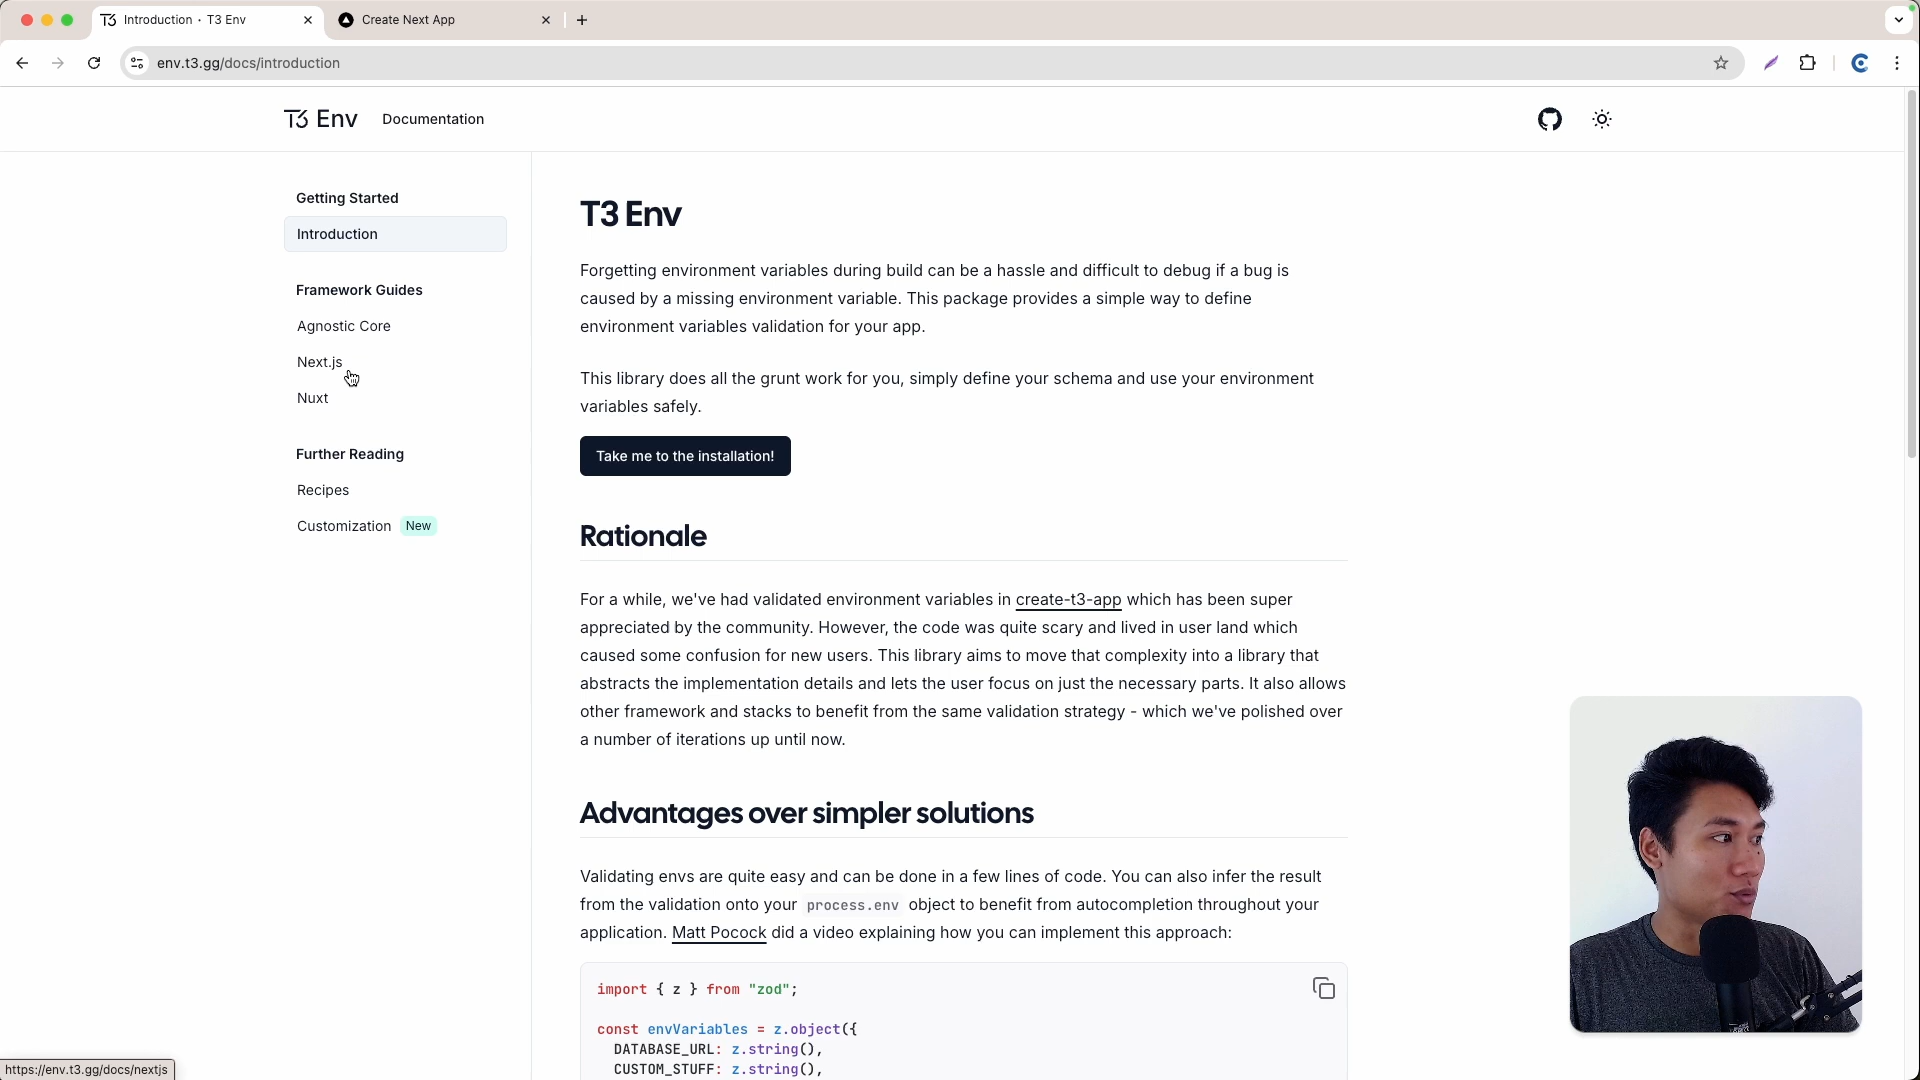 Introduction · T3 Env
Create Next App
env.t3.gg/docs/introduction
T3 Env
Documentation
Getting Started
Introduction
Framework Guides
Agnostic Core
Next.js
Nuxt
Further Reading
Recipes
Customization New
T3 Env
Forgetting environment variables during build can be a hassle and difficult to debug if a bug is
caused by a missing environment variable. This package provides a simple way to define
environment variables validation for your app.
This library does all the grunt work for you, simply define your schema and use your environment
variables safely.
Take me to the installation!
Rationale
For a while, we've had validated environment variables in create-t3-app which has been super
appreciated by the community. However, the code was quite scary and lived in user land which
caused some confusion for new users. This library aims to move that complexity into a library that
abstracts the implementation details and lets the user focus on just the necessary parts. It also allows
other framework and stacks to benefit from the same validation strategy - which we've polished over
a number of iterations up until now.
Advantages over simpler solutions
Validating envs are quite easy and can be done in a few lines of code. You can also infer the result
from the validation onto your process.env object to benefit from autocompletion throughout your
application. Matt Pocock did a video explaining how you can implement this approach:
import { z } from "zod";
const envVariables = z.object({
DATABASE_URL: z.string(),
CUSTOM_STUFF: z.string(),
https://env.t3.gg/docs/nextjs